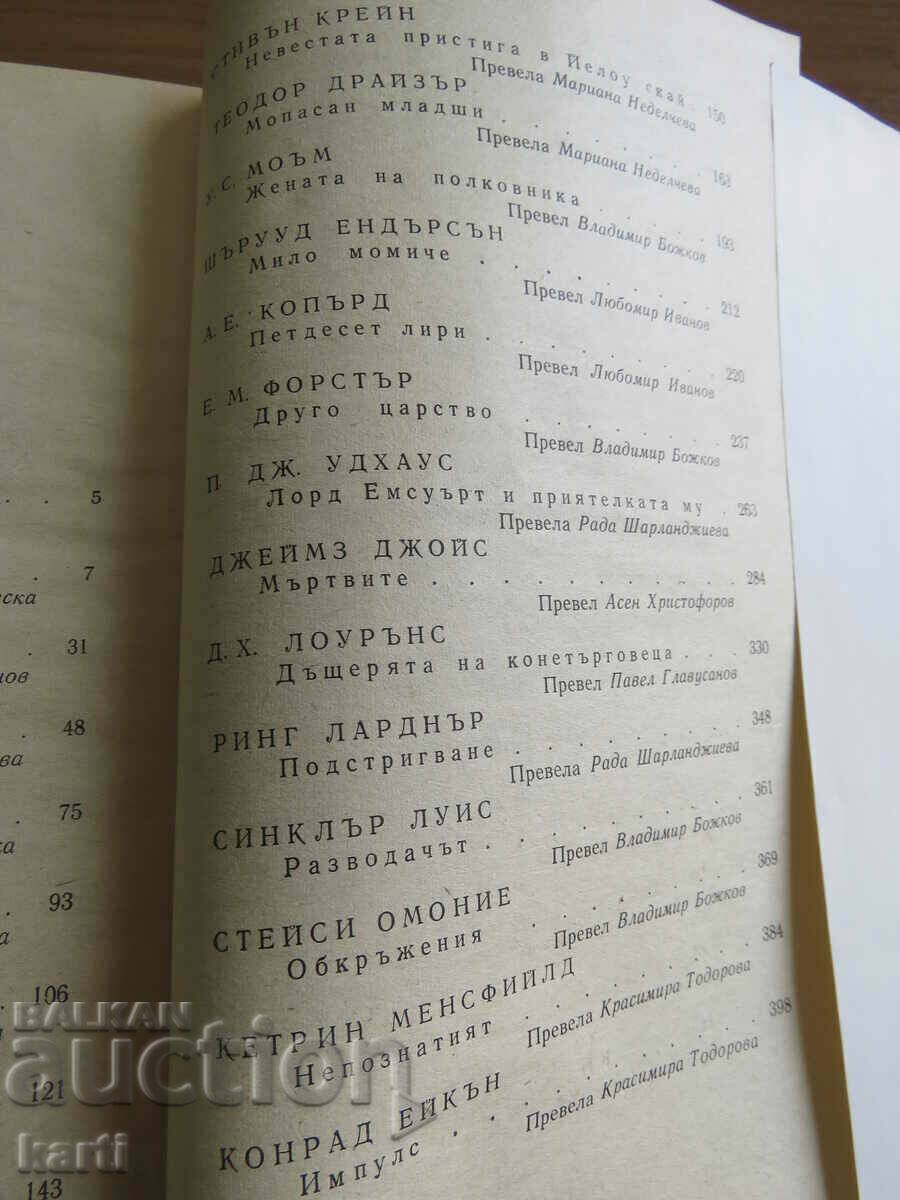 . . 5
. 7
ска
. 31
нов
. 48
ва
75
ка
. 93
а
. 106
121
143
СТИВЪН КРЕЙН
Невестата пристига в Йелоу скай . 150
Превела Мариана Неделчева
ТЕОДОР ДРАЙЗЪР
Мопасан младши . . . . . . . 161
Превела Мариана Неделчева
У. С. МОЪМ
Жената на полковника . . . . . 193
Превел Владимир Божков
ШЪРУУД ЕНДЪРСЪН
Мило момиче . . . . . . . . 212
Превел Любомир Иванов
А. Е. КОПЪРД
Петдесет лири . . . . . . . . 220
Превел Любомир Иванов
Е. М. ФОРСТЪР
Друго царство . . . . . . . . 237
Превел Владимир Божков
П ДЖ. УДХАУС
Лорд Емсуърт и приятелката му . 263
Превела Рада Шарланджиева
ДЖЕЙМЗ ДЖОЙС
Мъртвите . . . . . . . . . . 284
Превел Асен Христофоров
Д. Х. ЛОУРЪНС
Дъщерята на конетърговеца . . . 330
Превел Павел Главусанов
РИНГ ЛАРДНЪР
Подстригване . . . . . . . . 348
Превела Рада Шарланджиева
СИНКЛЪР ЛУИС
Разводачът . . . . . . . . . 361
Превел Владимир Божков
СТЕЙСИ ОМОНИЕ
Обкръжения . . . . . . . . . 369
Превел Владимир Божков
КЕТРИН МЕНСФИЙЛД
Непознатият . . . . . . . . . 384
Превела Красимира Тодорова
КОНРАД ЕЙКЪН
Импулс . . . . . . . . . . . 398
Превела Красимира Тодорова
BALKAN
auction
karti